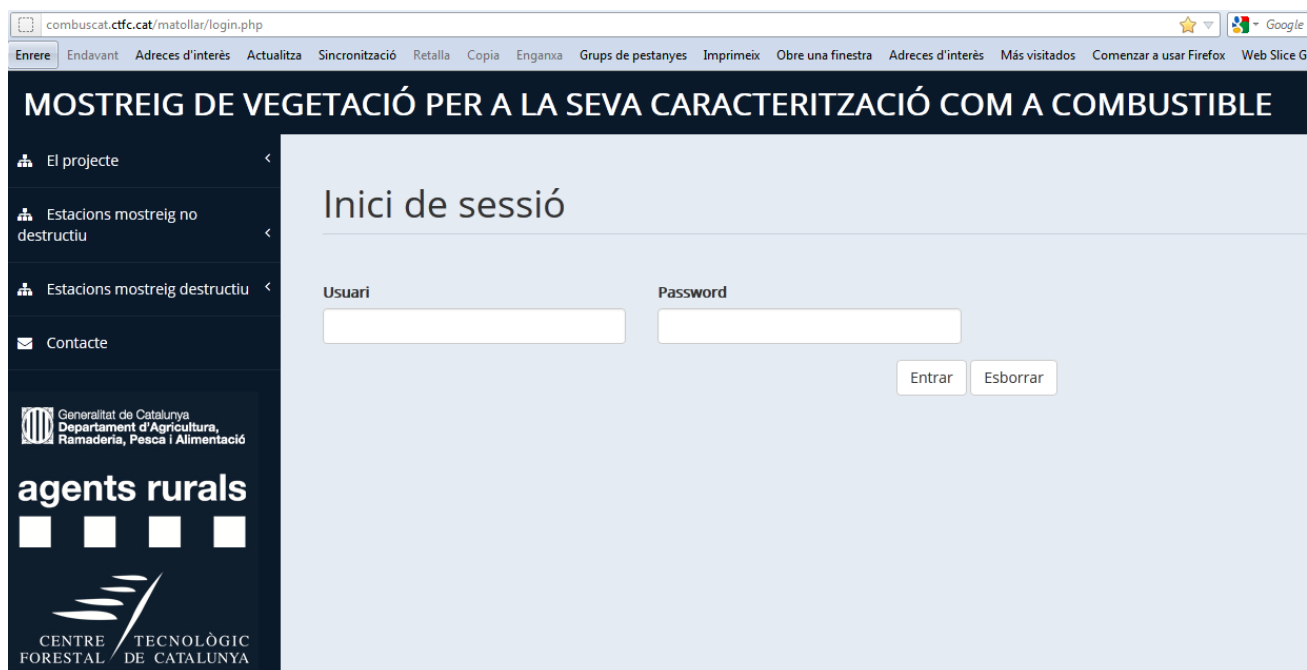 combuscat.ctfc.cat/matollar/login.php
Google
Enrere Endavant Adreces d'interès Actualitza Sincronització Retalla Copia Enganxa Grups de pestanyes Imprimeix Obre una finestra Adreces d'interès Más visitados Comenzar a usar Firefox Web Slice G
MOSTREIG DE VEGETACIÓ PER A LA SEVA CARACTERITZACIÓ COM A COMBUSTIBLE
El projecte
Estacions mostreig no
destructiu
Estacions mostreig destructiu
Contacte
Generalitat de Catalunya
Departament d'Agricultura,
Ramaderia, Pesca i Alimentació
agents rurals
CENTRE TECNOLÒGIC
FORESTAL DE CATALUNYA
Inici de sessió
Usuari Password
Entrar Esborrar